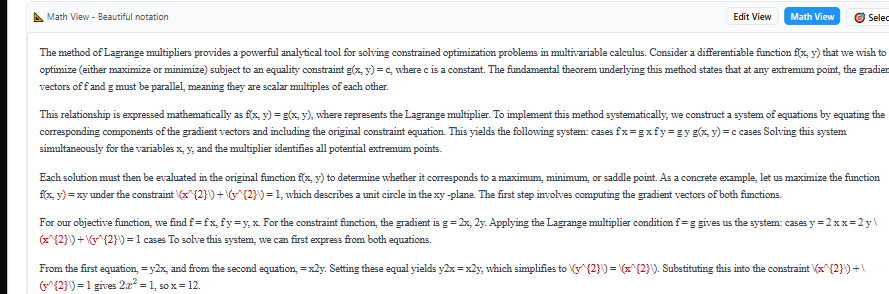 Math View - Beautiful notation
Edit View
Math View
Selec
The method of Lagrange multipliers provides a powerful analytical tool for solving constrained optimization problems in multivariable calculus. Consider a differentiable function f(x, y) that we wish to
optimize (either maximize or minimize) subject to an equality constraint g(x, y) = c, where c is a constant. The fundamental theorem underlying this method states that at any extremum point, the gradien
vectors of f and g must be parallel, meaning they are scalar multiples of each other.
This relationship is expressed mathematically as f(x, y) = g(x, y), where represents the Lagrange multiplier. To implement this method systematically, we construct a system of equations by equating the
corresponding components of the gradient vectors and including the original constraint equation. This yields the following system: cases f x = g x f y = g y g(x, y) = c cases Solving this system
simultaneously for the variables x, y, and the multiplier identifies all potential extremum points.
Each solution must then be evaluated in the original function f(x, y) to determine whether it corresponds to a maximum, minimum, or saddle point. As a concrete example, let us maximize the function
f(x, y) = xy under the constraint \(x^{2}\) + \(y^{2}\) = 1, which describes a unit circle in the xy -plane. The first step involves computing the gradient vectors of both functions.
For our objective function, we find f = f x, f y = y, x. For the constraint function, the gradient is g = 2x, 2y. Applying the Lagrange multiplier condition f = g gives us the system: cases y = 2 x x = 2 y \
(x^{2}\) + \(y^{2}\) = 1 cases To solve this system, we can first express from both equations.
From the first equation, = y2x, and from the second equation, = x2y. Setting these equal yields y2x = x2y, which simplifies to \(y^{2}\) = \(x^{2}\). Substituting this into the constraint \(x^{2}\) + \
(y^{2}\) = 1 gives 2x² = 1, so x = 12.